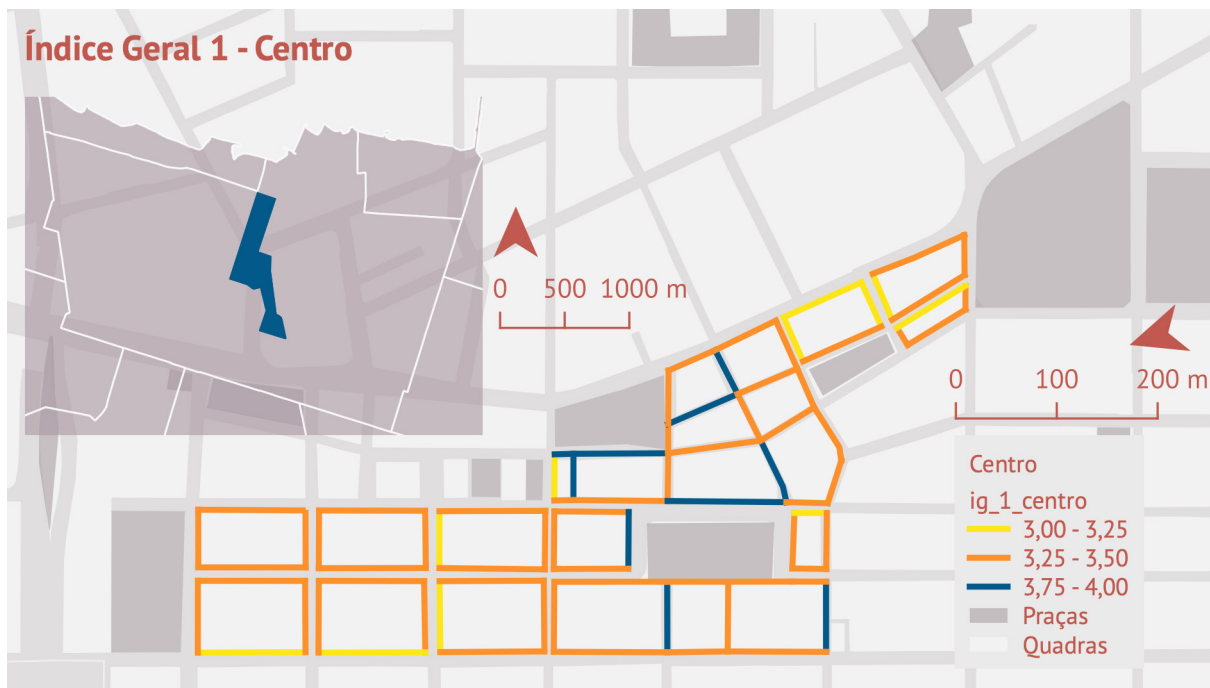 Índice Geral 1 - Centro
0 500 1000 m
0 100 200 m
Centro
ig_1_centro
3,00 - 3,25
3,25 - 3,50
3,75 - 4,00
Praças
Quadras